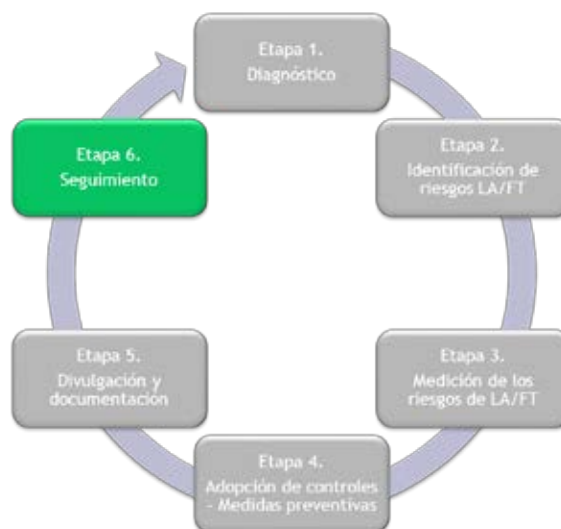 Etapa 1.
Diagnóstico
Etapa 2.
Identificación de
riesgos LA/FT
Etapa 3.
Medición de los
riesgos de LA/FT
Etapa 4.
Adopción de controles
- Medidas preventivas
Etapa 5.
Divulgación y
documentación
Etapa 6.
Seguimiento